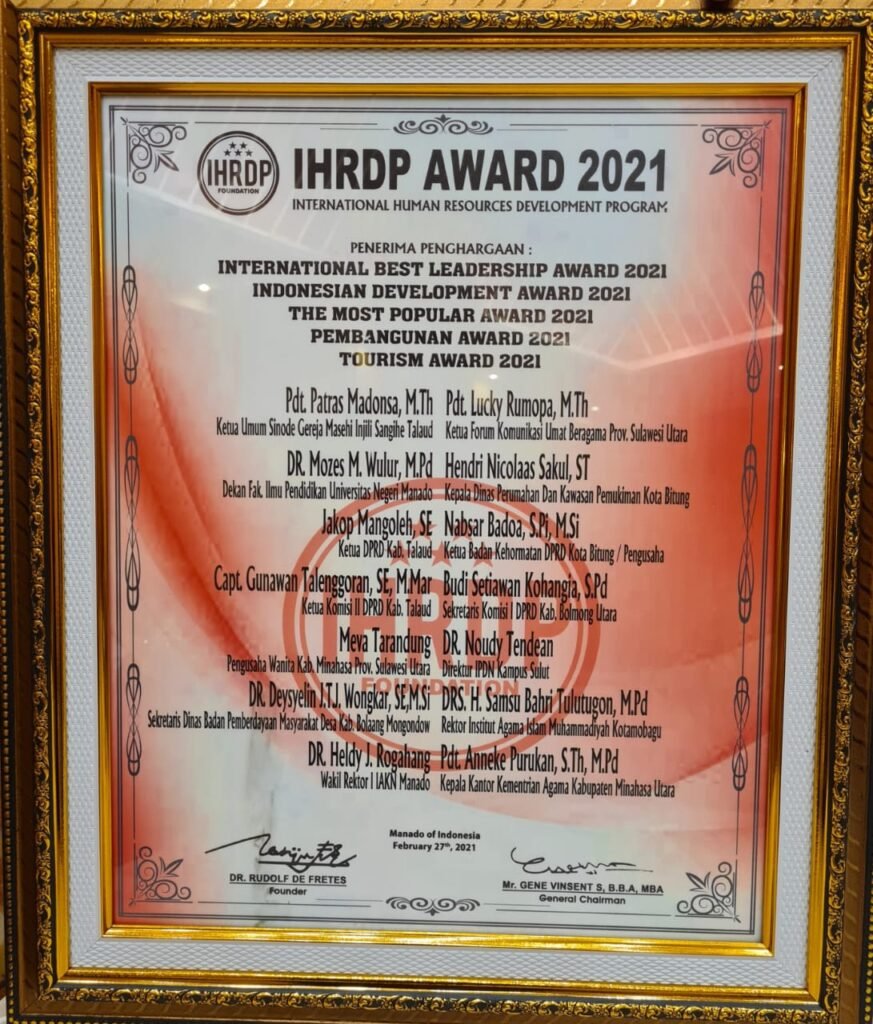 IHRDP
FOUNDATION
IHRDP AWARD 2021
INTERNATIONAL HUMAN RESOURCES DEVELOPMENT PROGRAM
PENERIMA PENGHARGAAN :
INTERNATIONAL BEST LEADERSHIP AWARD 2021
INDONESIAN DEVELOPMENT AWARD 2021
THE MOST POPULAR AWARD 2021
PEMBANGUNAN AWARD 2021
TOURISM AWARD 2021
Pdt. Patras Madonsa, M.Th
Ketua Umum Sinode Gereja Masehi Injili Sangihe Talaud
Pdt. Lucky Rumopa, M.Th
Ketua Forum Komunikasi Umat Beragama Prov. Sulawesi Utara
DR. Mozes M. Wulur, M.Pd
Dekan Fak. Ilmu Pendidikan Universitas Negeri Manado
Hendri Nicolaas Sakul, ST
Kepala Dinas Perumahan Dan Kawasan Pemukiman Kota Bitung
Jakop Mangoleh, SE
Ketua DPRD Kab. Talaud
Nabsar Badoa, S.Pi, M.Si
Ketua Badan Kehormatan DPRD Kota Bitung / Pengusaha
Capt. Gunawan Talenggoran, SE, M.Mar
Ketua Komisi II DPRD Kab. Talaud
Budi Setiawan Kohangia, S.Pd
Sekretaris Komisi I DPRD Kab. Bolmong Utara
Meva Tarandung
Pengusaha Wanita Kab. Minahasa Prov. Sulawesi Utara
DR. Noudy Tendean
Direktur IPDN Kampus Sulut
DR. Deysyelin J.T.J. Wongkar, SE,M.Si
Sekretaris Dinas Badan Pemberdayaan Masyarakat Desa Kab. Bolaang Mongondow
DRS. H. Samsu Bahri Tulutugon, M.Pd
Rektor Institut Agama Islam Muhammadiyah Kotamobagu
DR. Heldy J. Rogahang
Wakil Rektor I IAKN Manado
Pdt. Anneke Purukan, S.Th, M.Pd
Kepala Kantor Kementrian Agama Kabupaten Minahasa Utara
IHRDP
FOUNDATION
Manado of Indonesia
February 27th, 2021
DR. RUDOLF DE FRETES
Founder
Mr. GENE VINSENT S, B.B.A, MBA
General Chairman